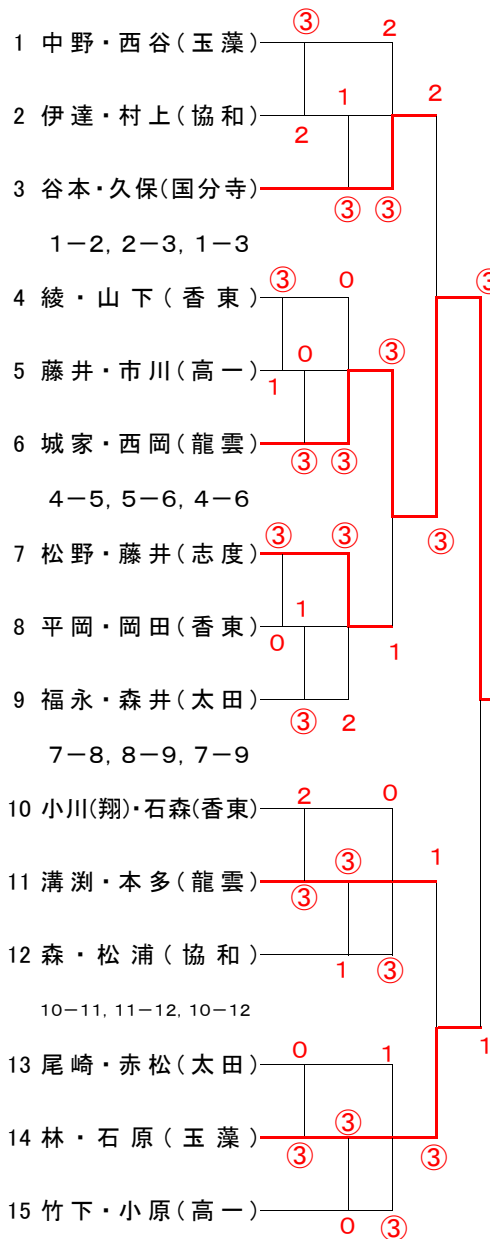 ③ 2
1 中野・西谷(玉藻)
1 2
2 伊達・村上(協和)
2
3 谷本・久保(国分寺)
③ ③
1－2, 2－3, 1－3
③ 0 ③
4 綾・山下(香東)
0 ③
5 藤井・市川(高一)
1
6 城家・西岡(龍雲)
③ ③
4－5, 5－6, 4－6
③ ③ ③
7 松野・藤井(志度)
1
8 平岡・岡田(香東)
0 1
9 福永・森井(太田)
③ 2
7－8, 8－9, 7－9
2 0
10 小川(翔)・石森(香東)
③ 1
11 溝渕・本多(龍雲)
③
12 森・松浦(協和)
1 ③
10－11, 11－12, 10－12
0 1 1
13 尾崎・赤松(太田)
③
14 林・石原(玉藻)
③ ③
15 竹下・小原(高一)
0 ③